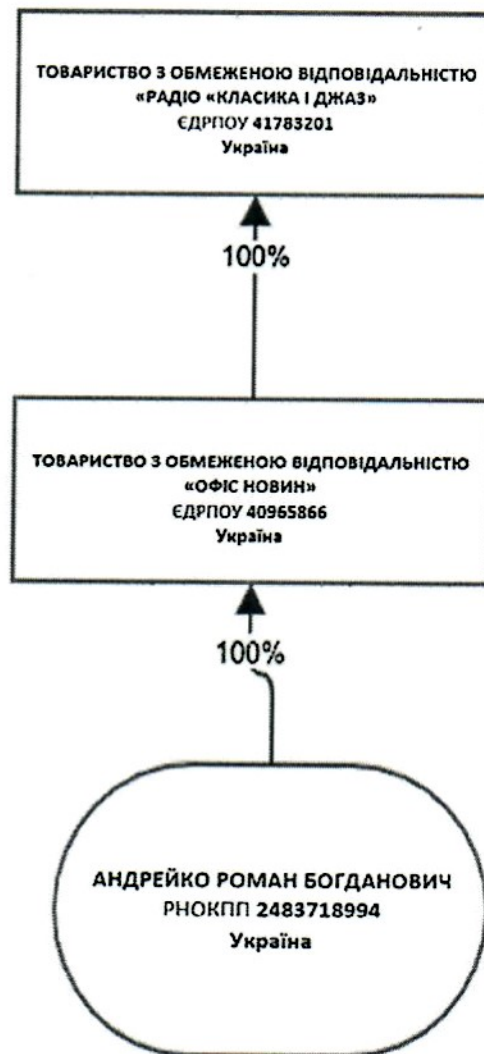 ТОВАРИСТВО З ОБМЕЖЕНОЮ ВІДПОВІДАЛЬНІСТЮ
«РАДІО «КЛАСИКА І ДЖАЗ»
ЄДРПОУ 41783201
Україна
100%
ТОВАРИСТВО З ОБМЕЖЕНОЮ ВІДПОВІДАЛЬНІСТЮ
«ОФІС НОВИН»
ЄДРПОУ 40965866
Україна
100%
АНДРЕЙКО РОМАН БОГДАНОВИЧ
РНОКПП 2483718994
Україна